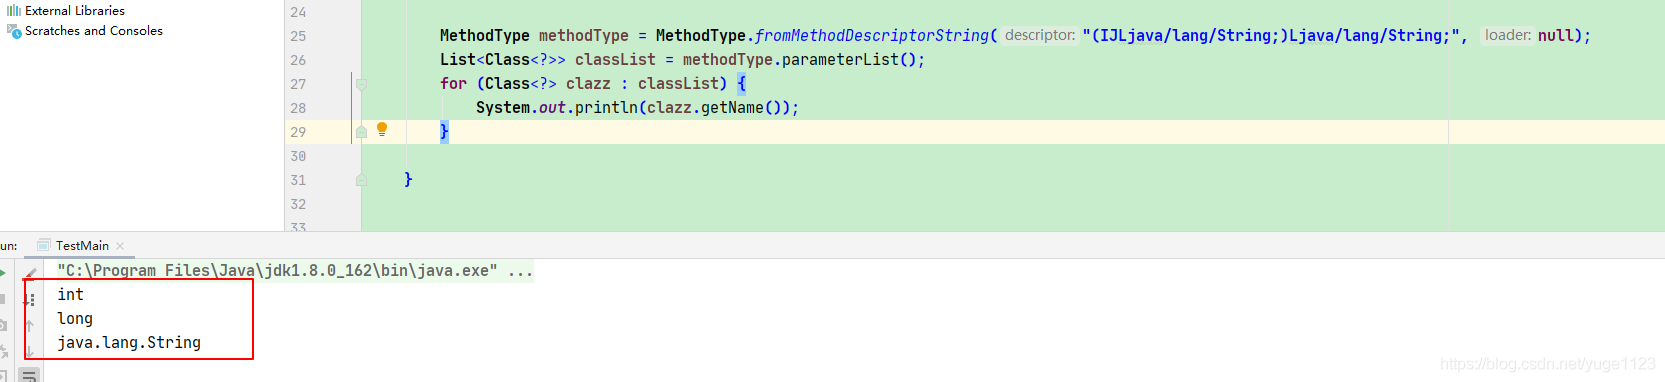 External Libraries
Scratches and Consoles
24
25 MethodType methodType = MethodType.fromMethodDescriptorString( descriptor: "(IJLjava/lang/String;)Ljava/lang/String;", loader: null);
26 List<Class<?>> classList = methodType.parameterList();
27 for (Class<?> clazz : classList) {
28 System.out.println(clazz.getName());
29 }
30
31 }
32
33
un: TestMain
"C:\Program Files\Java\jdk1.8.0_162\bin\java.exe" ...
int
long
java.lang.String
https://blog.csdn.net/yuge1123